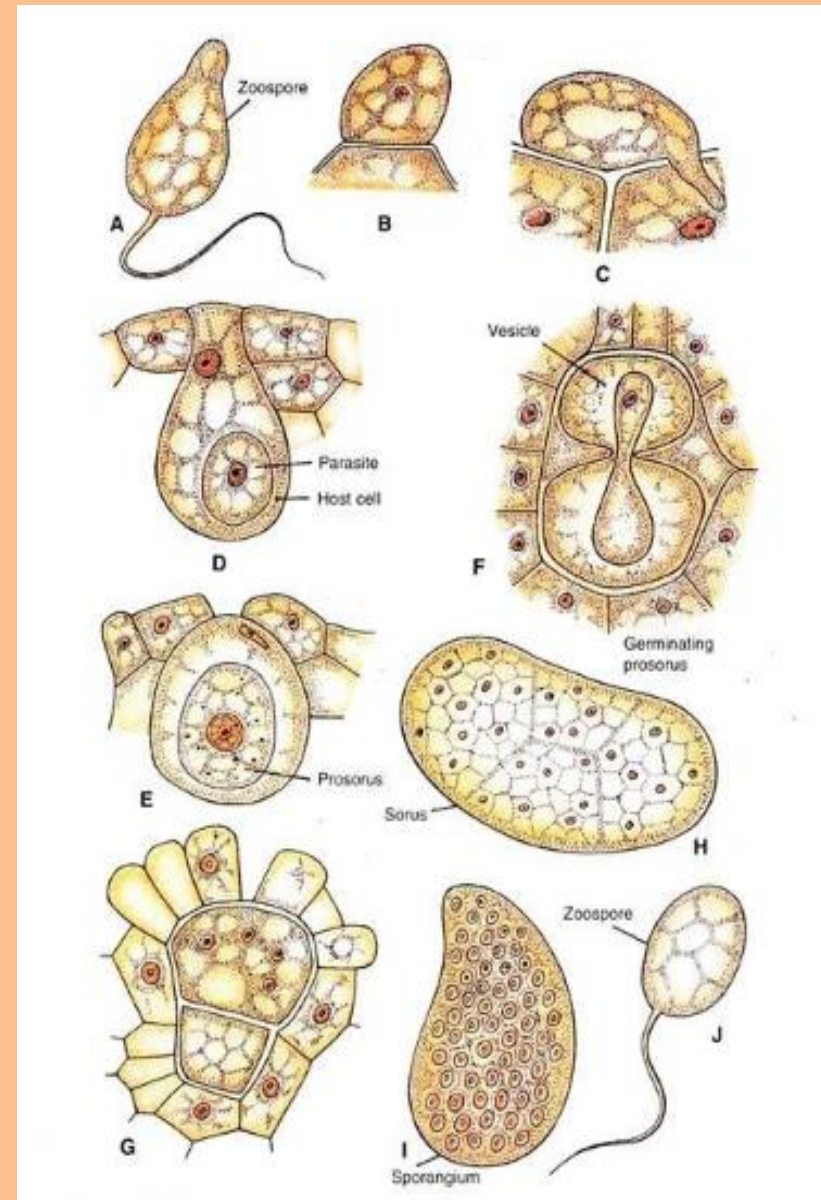 Zoospore
A
B
C
Parasite
Host cell
D
Vesicle
F
Germinating
prosorus
Prosorus
E
Sorus
H
G
Zoospore
J
I
Sporangium